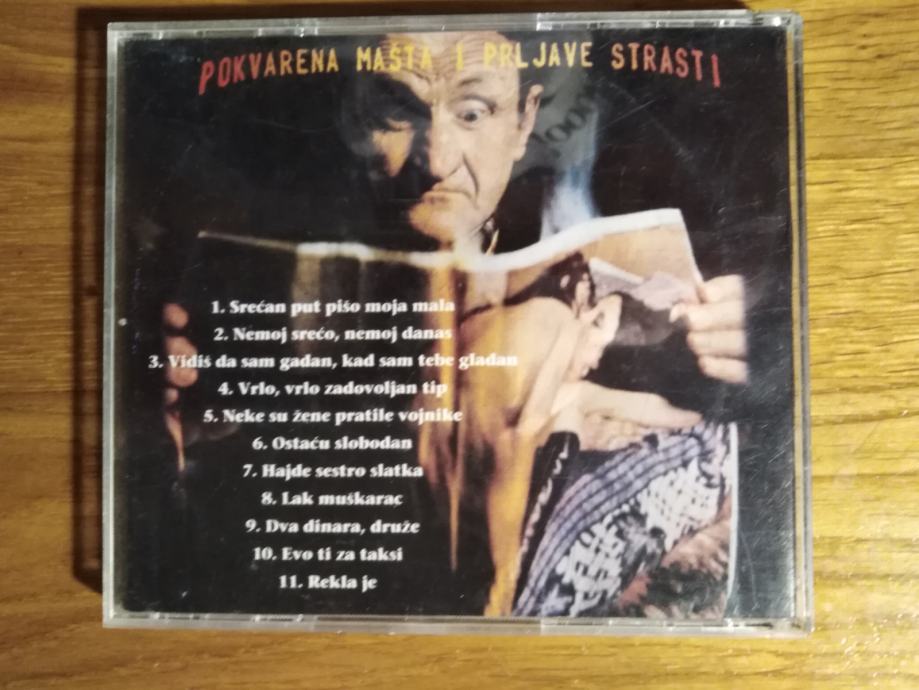 POKVARENA MAŠTA I PRLJAVE STRASTI
1. Srećan put pišo moja mala
2. Nemoj srećo, nemoj danas
3. Vidiš da sam gadan, kad sam tebe gladan
4. Vrlo, vrlo zadovoljan tip
5. Neke su žene pratile vojnike
6. Ostaću slobodan
7. Hajde sestro slatka
8. Lak muškarac
9. Dva dinara, druže
10. Evo ti za taksi
11. Rekla je